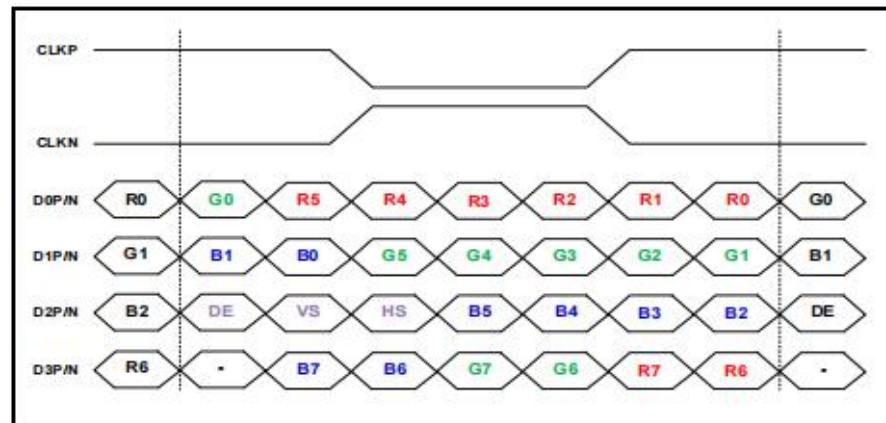 CLKP
CLKN
D0P/N R0 G0 R5 R4 R3 R2 R1 R0 G0
D1P/N G1 B1 B0 G5 G4 G3 G2 G1 B1
D2P/N B2 DE VS HS B5 B4 B3 B2 DE
D3P/N R6 - B7 B6 G7 G6 R7 R6 -